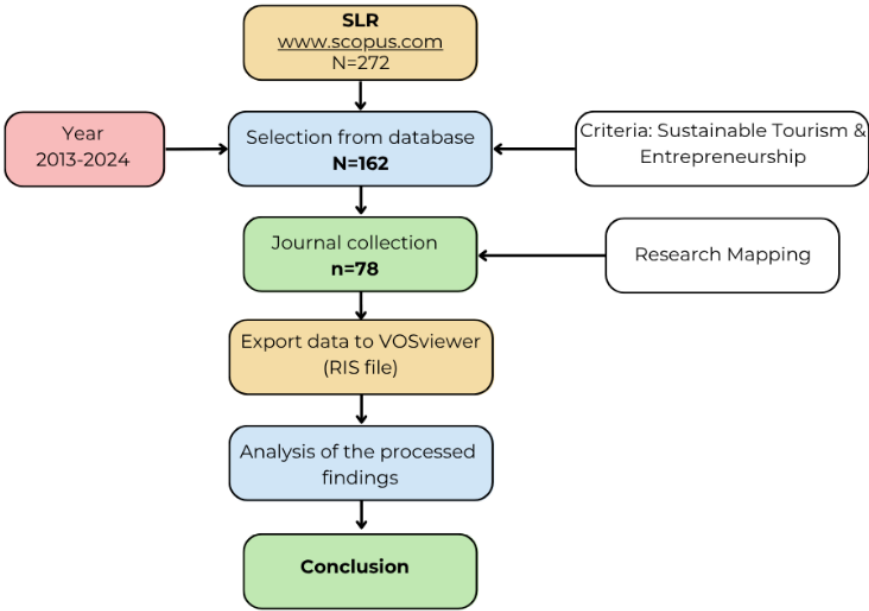 SLR
www.scopus.com
N=272
Year
2013-2024
Selection from database
N=162
Criteria: Sustainable Tourism &
Entrepreneurship
Journal collection
n=78
Research Mapping
Export data to VOSviewer
(RIS file)
Analysis of the processed
findings
Conclusion